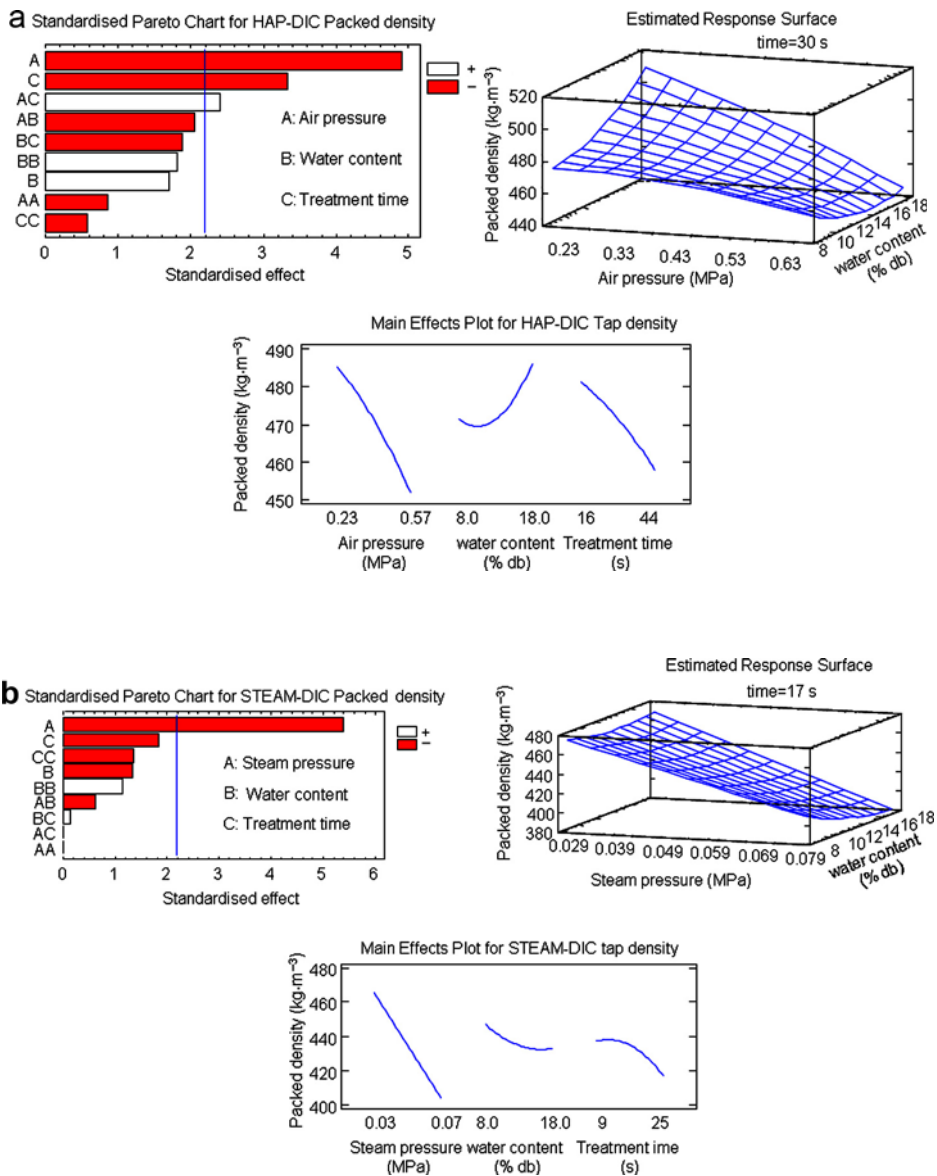 a
Standardised Pareto Chart for HAP-DIC Packed density
A
C
AC
AB
BC
BB
B
AA
CC
+
−
A: Air pressure
B: Water content
C: Treatment time
0 1 2 3 4 5
Standardised effect
Estimated Response Surface
time=30 s
Packed density (kg·m⁻³)
520
500
480
460
440
0.23 0.33 0.43 0.53 0.63
Air pressure (MPa)
8 10 12 14 16 18
water content
(% db)
Main Effects Plot for HAP-DIC Tap density
Packed density (kg·m⁻³)
490
480
470
460
450
0.23 0.57 8.0 18.0 16 44
Air pressure water content Treatment time
(MPa) (% db) (s)
b
Standardised Pareto Chart for STEAM-DIC Packed density
A
C
CC
B
BB
AB
BC
AC
AA
+
−
A: Steam pressure
B: Water content
C: Treatment time
0 1 2 3 4 5 6
Standardised effect
Estimated Response Surface
time=17 s
Packed density (kg·m⁻³)
480
460
440
420
400
380
0.029 0.039 0.049 0.059 0.069 0.079
Steam pressure (MPa)
8 10 12 14 16 18
water content
(% db)
Main Effects Plot for STEAM-DIC tap density
Packed density (kg·m⁻³)
480
460
440
420
400
0.03 0.07 8.0 18.0 9 25
Steam pressure water content Treatment ime
(MPa) (% db) (s)